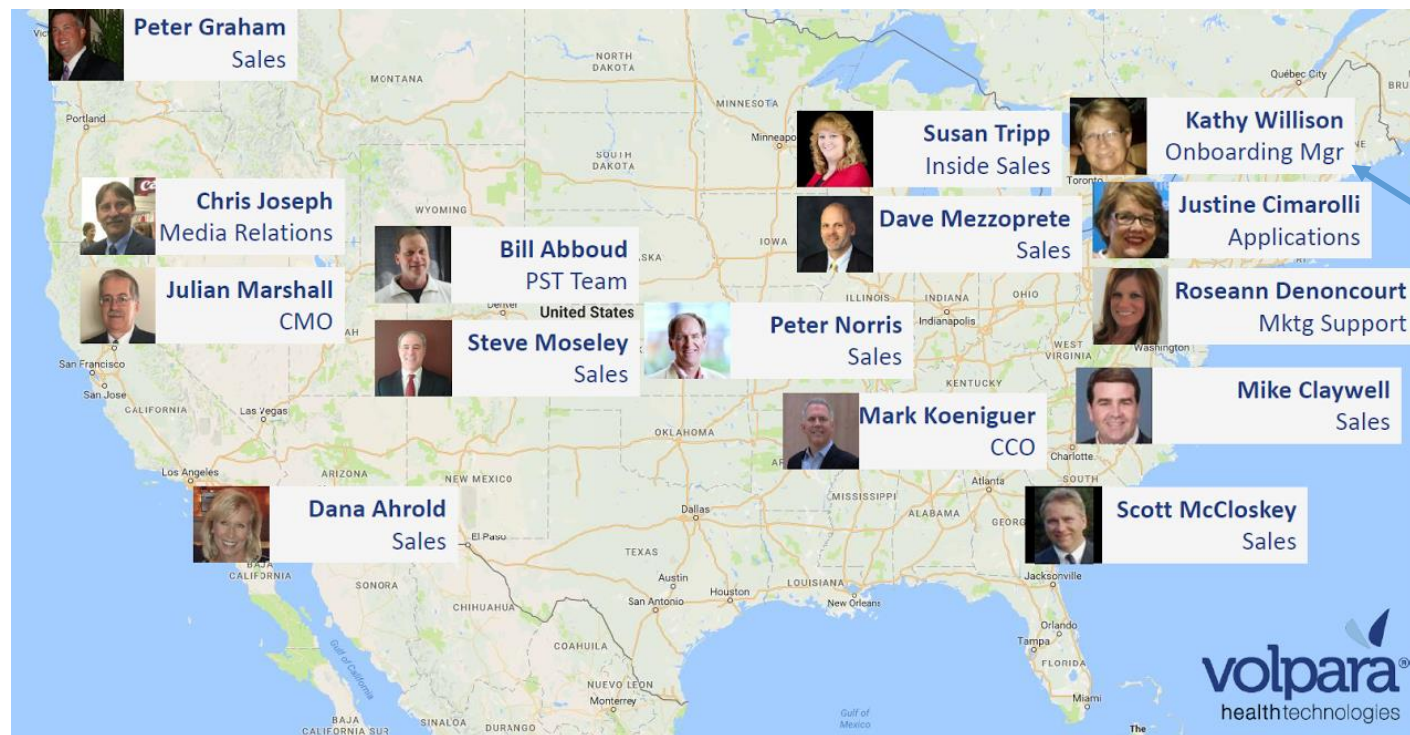 Peter Graham
Sales
NORTH
DAKOTA
MONTANA
Québec City
MINNESOTA
Portland
Susan Tripp
Inside Sales
Kathy Willison
Onboarding Mgr
SOUTH
DAKOTA
Toronto
Chris Joseph
Media Relations
WYOMING
Dave Mezzoprete
Sales
Justine Cimarolli
Applications
Bill Abboud
PST Team
IOWA
Julian Marshall
CMO
United States
ILLINOIS
INDIANA
OHIO
Indianapolis
Roseann Denoncourt
Mktg Support
Steve Moseley
Sales
Peter Norris
Sales
WEST
VIRGINIA
Washington
San Francisco
San Jose
KENTUCKY
CALIFORNIA
Las Vegas
Mike Claywell
Sales
Mark Koeniguer
CCO
OKLAHOMA
Charlotte
Los Angeles
ARIZONA
NEW MEXICO
Atlanta
SOUTH
MISSISSIPPI
ALABAMA
Dallas
Dana Ahrold
Sales
Scott McCloskey
Sales
El Paso
TEXAS
BAJA
CALIFORNIA
SONORA
Austin
Houston
San Antonio
LOUISIANA
New Orleans
Jacksonville
CHIHUAHUA
Orlando
Tampa
FLORIDA
COAHUILA
Gulf of California
NUEVO LEON
Monterrey
Miami
Gulf of
Mexico
BAJA
CALIFORNIA SUR
SINALOA
DURANGO
The
volpara®
healthtechnologies